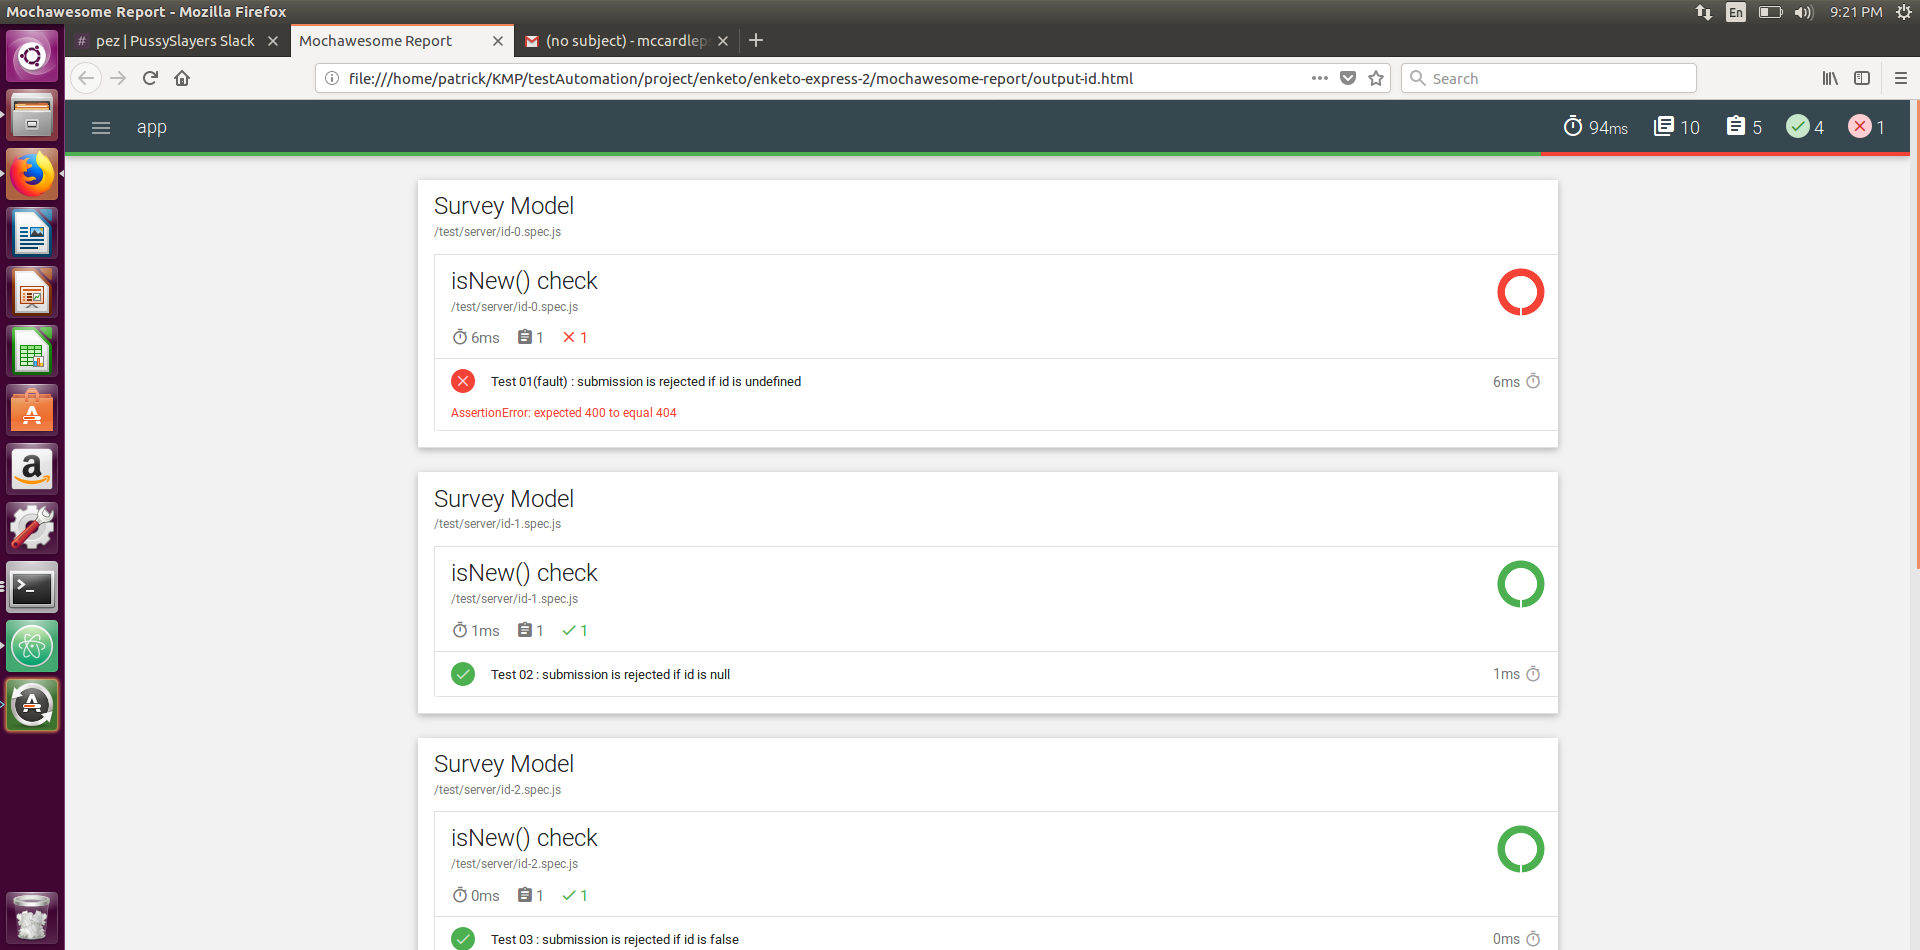 Mochawesome Report - Mozilla Firefox
En
9:21 PM
# pez | PussySlayers Slack
Mochawesome Report
(no subject) - mccardlep
file:///home/patrick/KMP/testAutomation/project/enketo/enketo-express-2/mochawesome-report/output-id.html
Search
app
94ms
10
5
4
1
Survey Model
/test/server/id-0.spec.js
isNew() check
/test/server/id-0.spec.js
6ms 1 1
Test 01(fault) : submission is rejected if id is undefined
6ms
AssertionError: expected 400 to equal 404
Survey Model
/test/server/id-1.spec.js
isNew() check
/test/server/id-1.spec.js
1ms 1 1
Test 02 : submission is rejected if id is null
1ms
Survey Model
/test/server/id-2.spec.js
isNew() check
/test/server/id-2.spec.js
0ms 1 1
Test 03 : submission is rejected if id is false
0ms